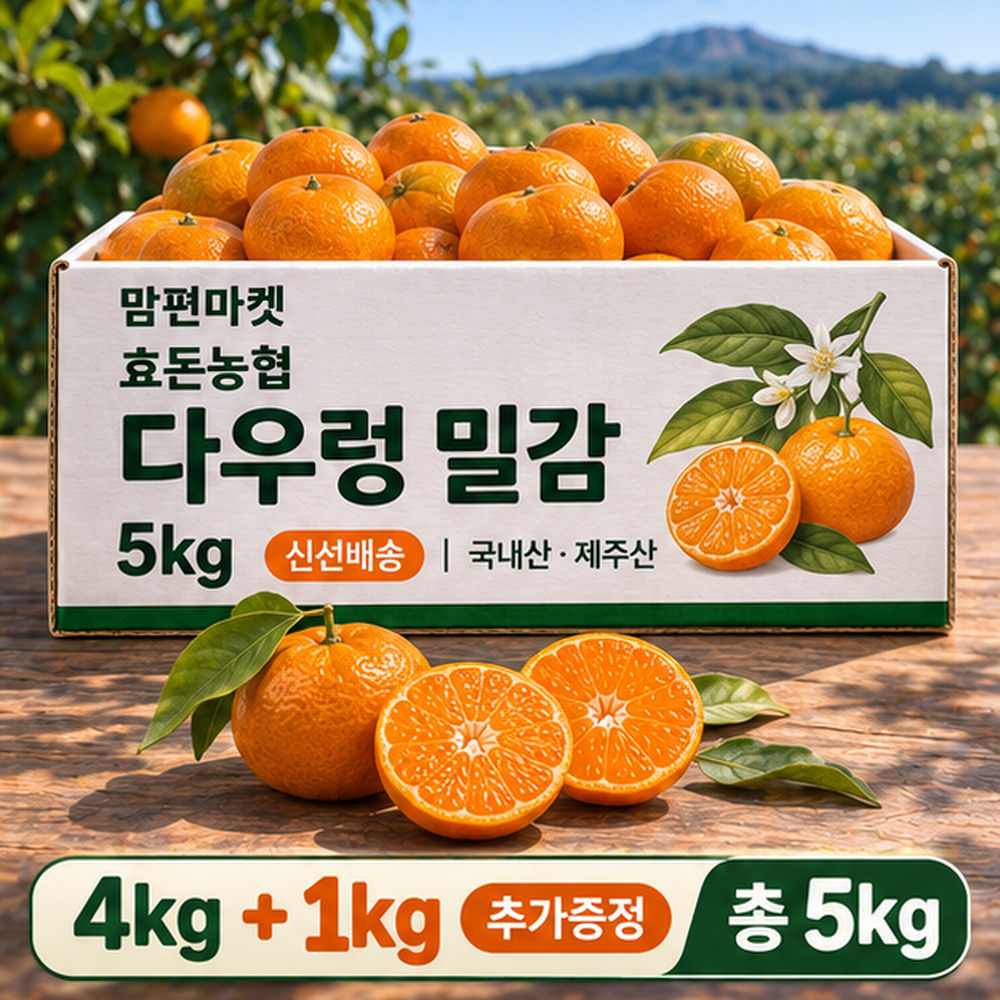 맘편마켓
효돈농협
다우렁 밀감
5kg 신선배송 | 국내산 · 제주산
4kg + 1kg 추가증정 총 5kg